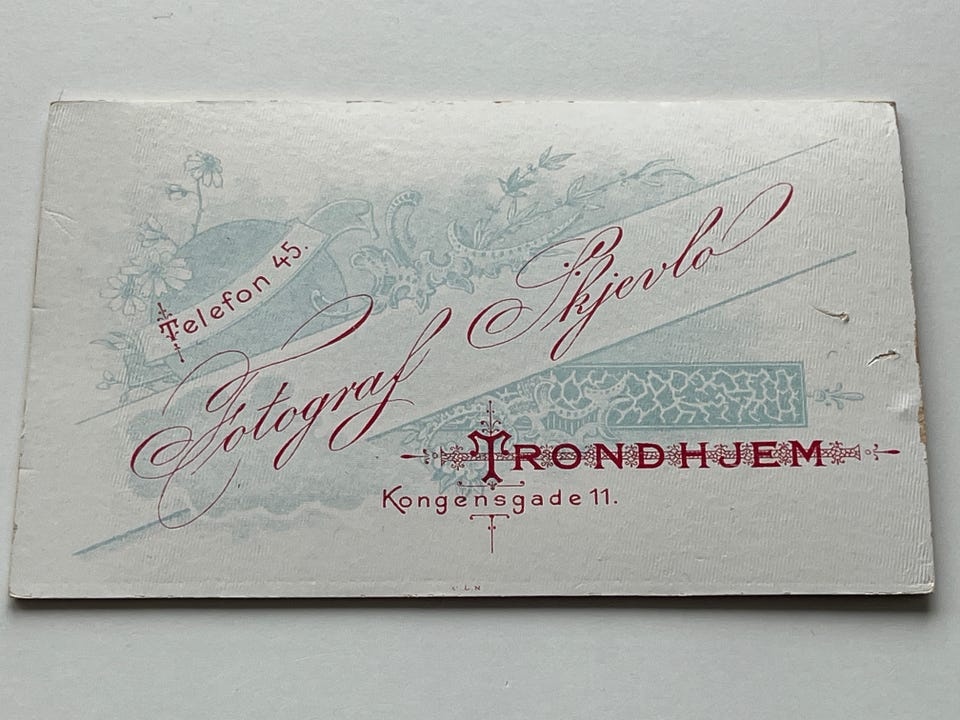 Telefon 45.
Fotograf Skjevlo
TRONDHJEM
Kongensgade 11.